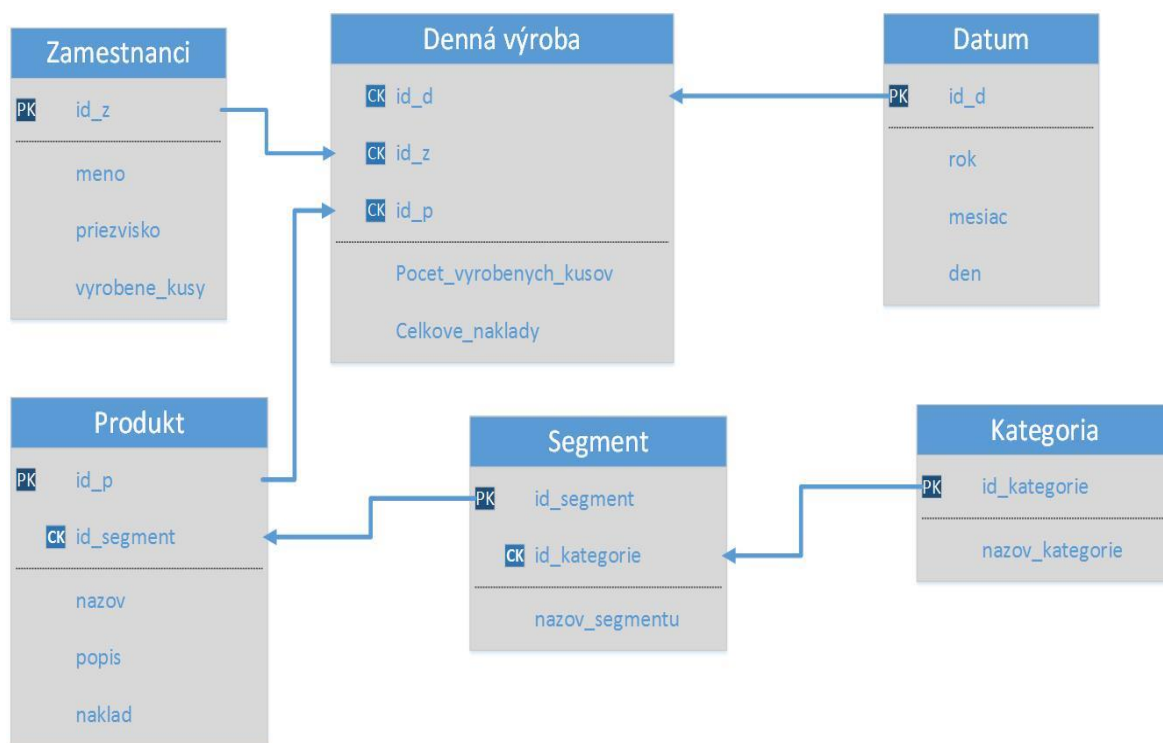 Zamestnanci
PK id_z
meno
priezvisko
vyrobene_kusy
Denná výroba
CK id_d
CK id_z
CK id_p
Pocet_vyrobenych_kusov
Celkove_naklady
Datum
PK id_d
rok
mesiac
den
Produkt
PK id_p
CK id_segment
nazov
popis
naklad
Segment
PK id_segment
CK id_kategorie
nazov_segmentu
Kategoria
PK id_kategorie
nazov_kategorie